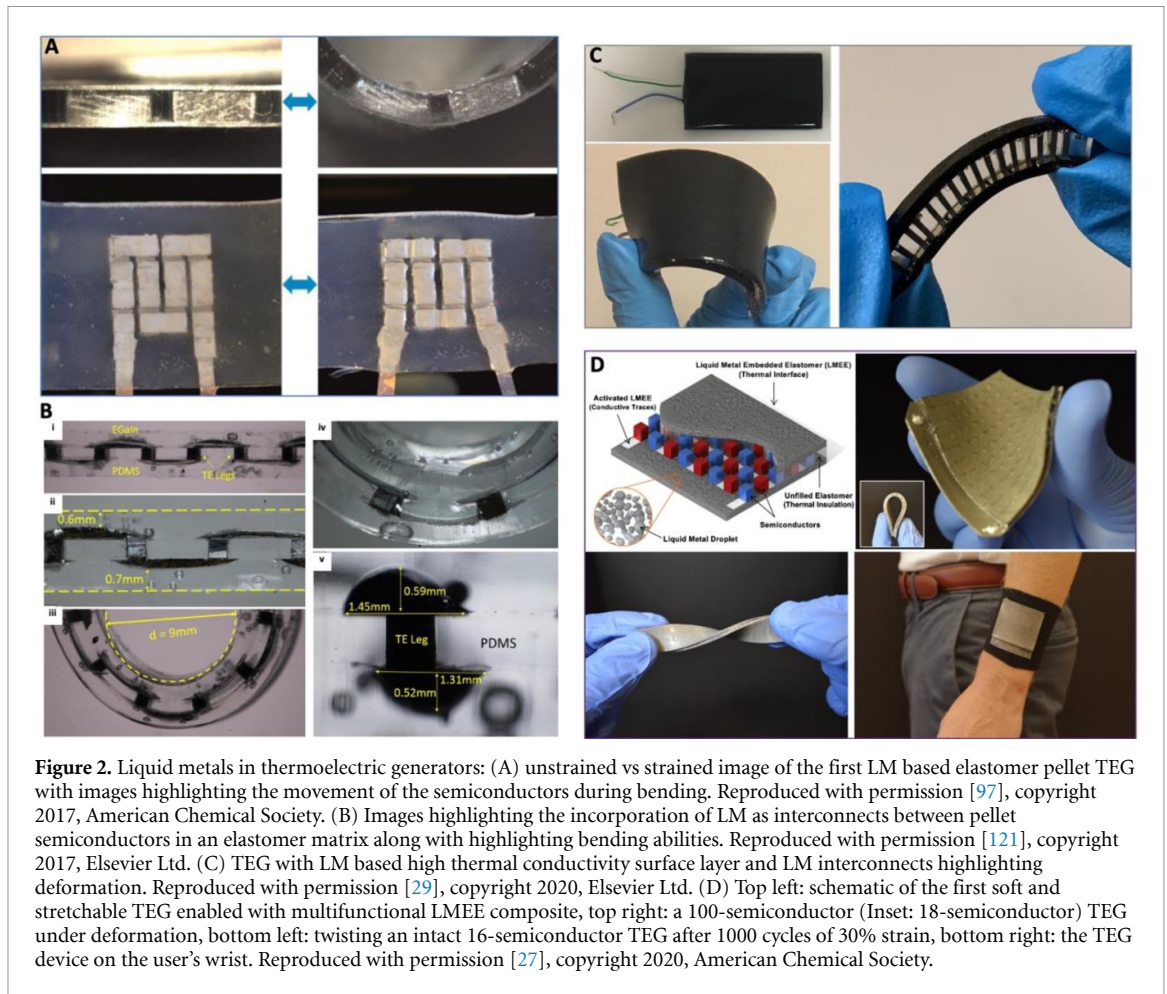 A
B
i
EGain
PDMS
TE Legs
ii
0.6mm
0.7mm
iii
d = 9mm
iv
v
0.59mm
1.45mm
TE Leg
PDMS
1.31mm
0.52mm
C
D
Liquid Metal Embedded Elastomer (LMEE)
(Thermal Interface)
Activated LMEE
(Conductive Traces)
Unfilled Elastomer
(Thermal Insulation)
Semiconductors
Liquid Metal Droplet
Figure 2. Liquid metals in thermoelectric generators: (A) unstrained vs strained image of the first LM based elastomer pellet TEG
with images highlighting the movement of the semiconductors during bending. Reproduced with permission [97], copyright
2017, American Chemical Society. (B) Images highlighting the incorporation of LM as interconnects between pellet
semiconductors in an elastomer matrix along with highlighting bending abilities. Reproduced with permission [121], copyright
2017, Elsevier Ltd. (C) TEG with LM based high thermal conductivity surface layer and LM interconnects highlighting
deformation. Reproduced with permission [29], copyright 2020, Elsevier Ltd. (D) Top left: schematic of the first soft and
stretchable TEG enabled with multifunctional LMEE composite, top right: a 100-semiconductor (Inset: 18-semiconductor) TEG
under deformation, bottom left: twisting an intact 16-semiconductor TEG after 1000 cycles of 30% strain, bottom right: the TEG
device on the user's wrist. Reproduced with permission [27], copyright 2020, American Chemical Society.